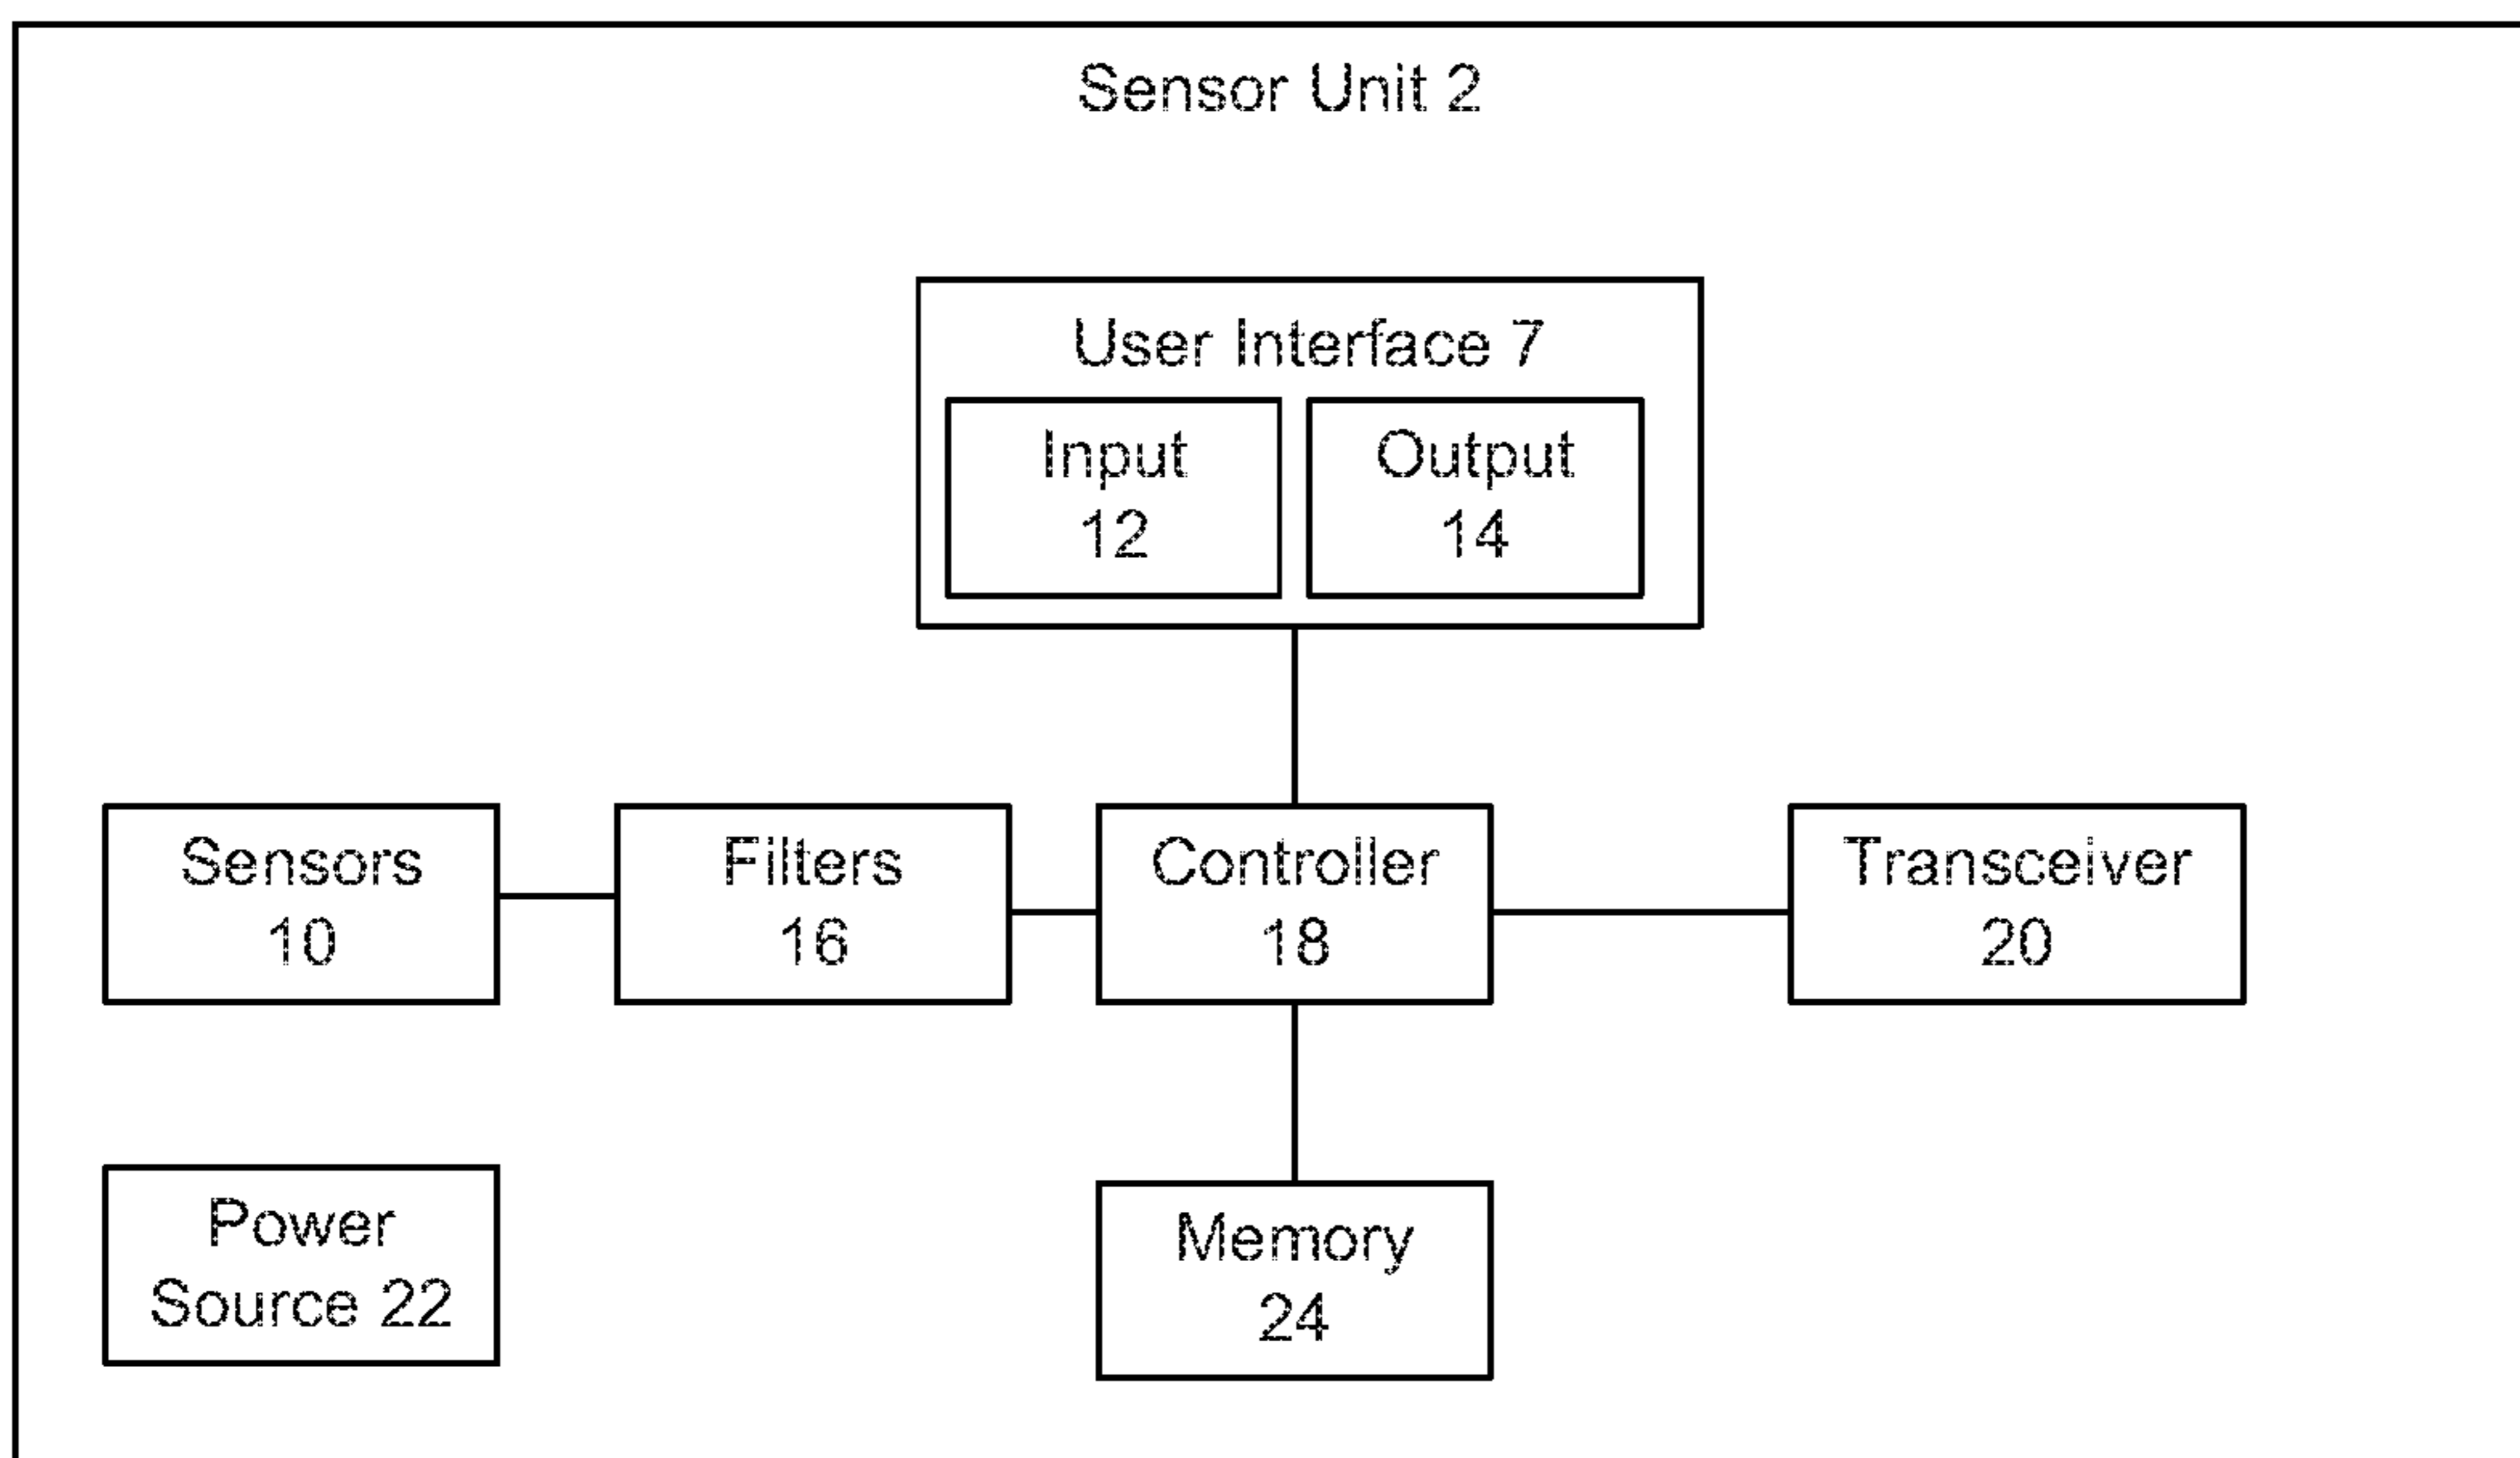 Sensor Unit 2
User Interface 7
Input
12
Output
14
Sensors
10
Filters
16
Controller
18
Transceiver
20
Power
Source 22
Memory
24